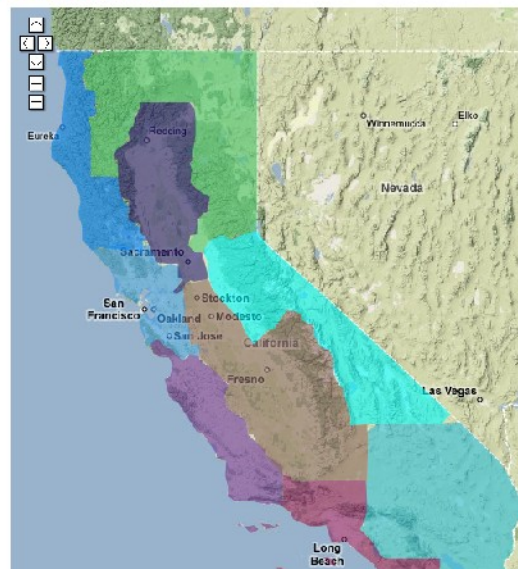 Redding
Winnemucca
Elko
Eureka
Nevada
Sacramento
San
Francisco
Stockton
Oakland
Modesto
San Jose
California
Fresno
Las Vegas
Long
Beach